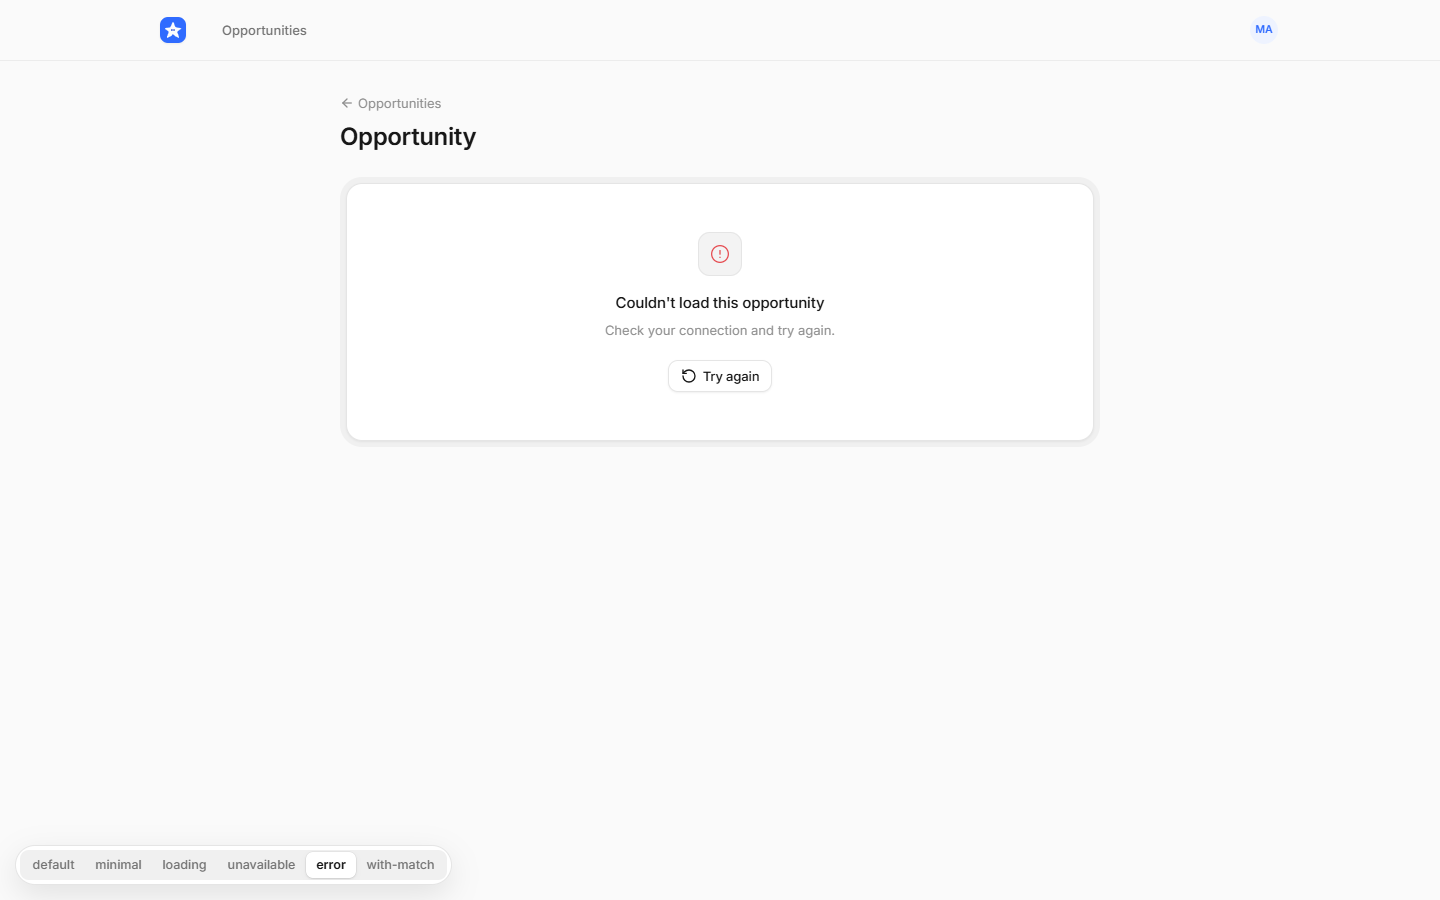 Opportunities
MA
Opportunities
Opportunity
Couldn't load this opportunity
Check your connection and try again.
Try again
default minimal loading unavailable error with-match